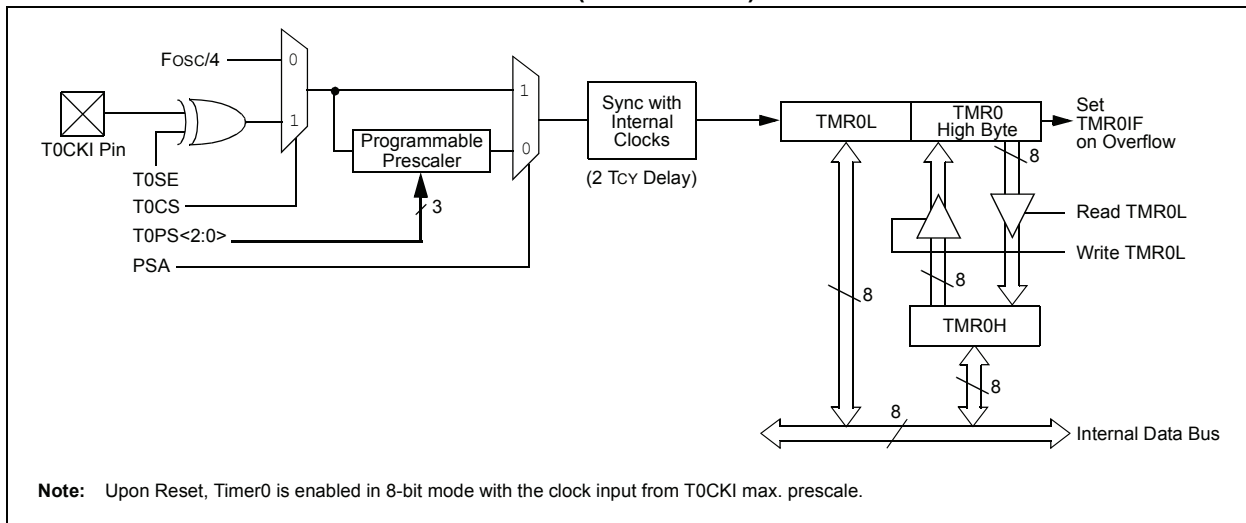 FOSC/4
T0CKI Pin
T0SE
T0CS
T0PS<2:0>
PSA
0
1
Programmable
Prescaler
3
1
0
Sync with
Internal
Clocks
(2 TCY Delay)
TMR0L
TMR0
High Byte
Set
TMR0IF
on Overflow
8
Read TMR0L
Write TMR0L
8
8
TMR0H
8
8
Internal Data Bus
Note: Upon Reset, Timer0 is enabled in 8-bit mode with the clock input from T0CKI max. prescale.